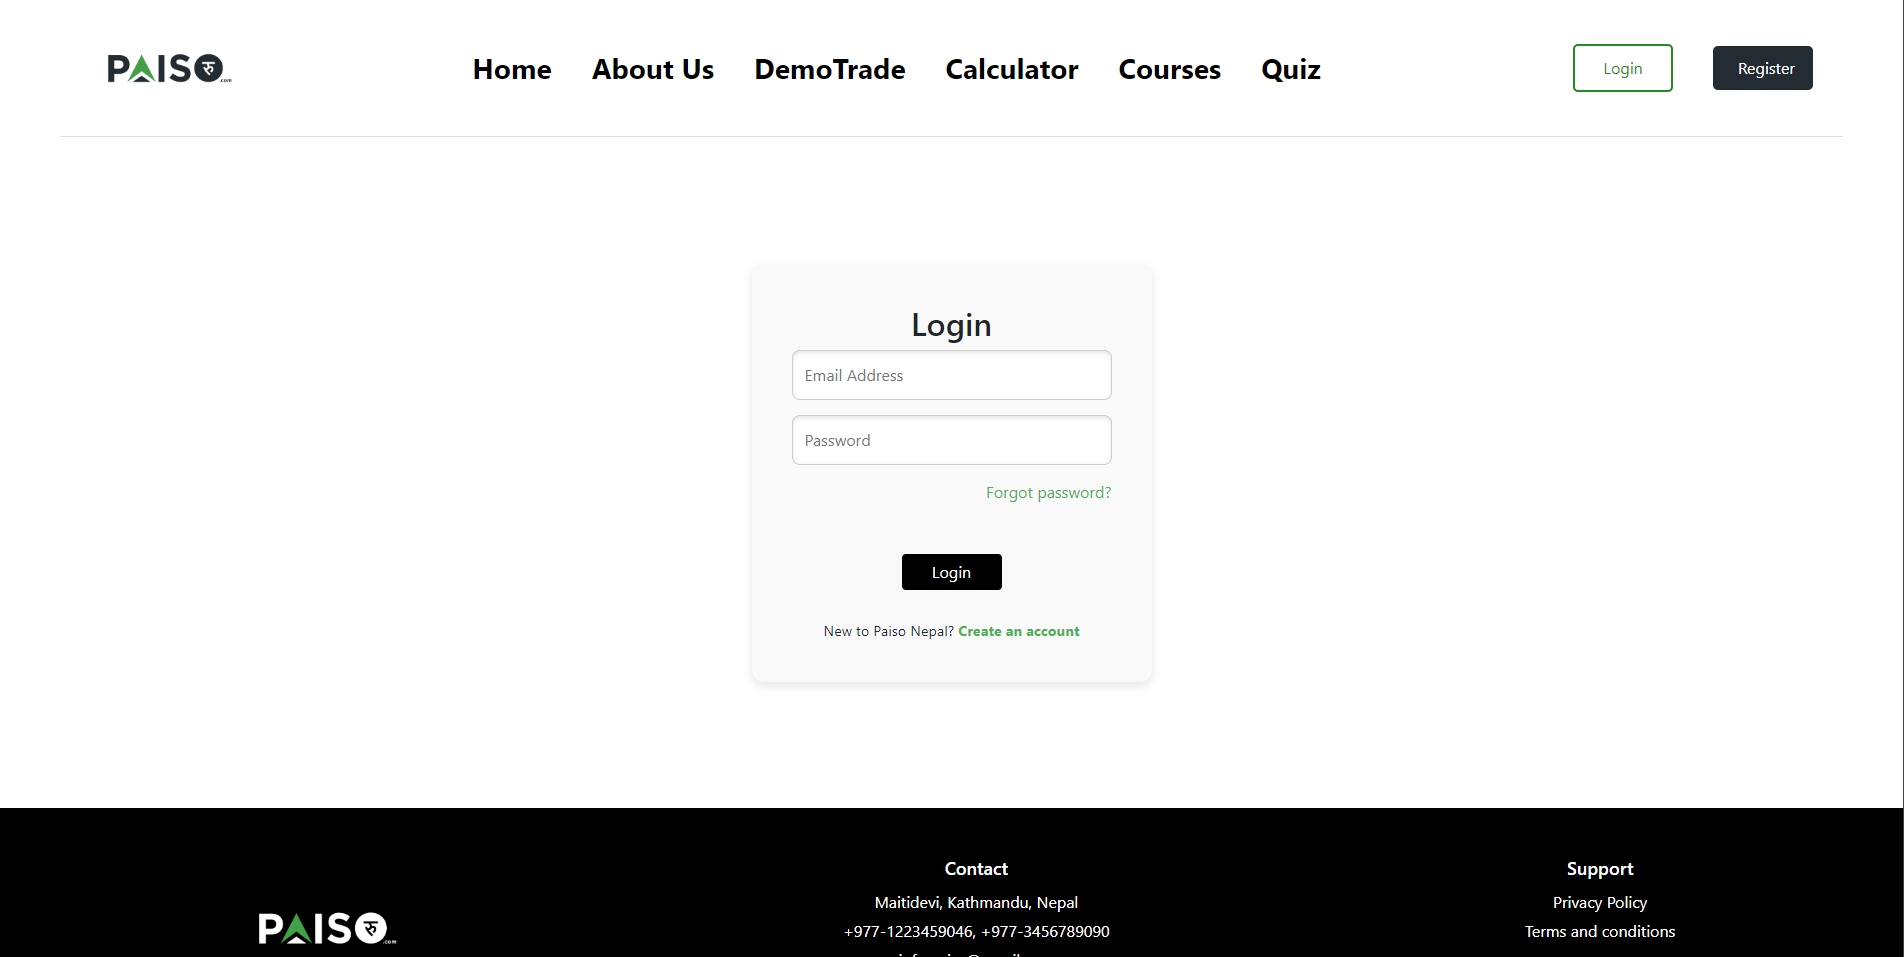 PAISO रु .com
Home About Us DemoTrade Calculator Courses Quiz
Login Register
Login
Email Address
Password
Forgot password?
Login
New to Paiso Nepal? Create an account
PAISO रु .com
Contact
Maitidevi, Kathmandu, Nepal
+977-1223459046, +977-3456789090
Support
Privacy Policy
Terms and conditions